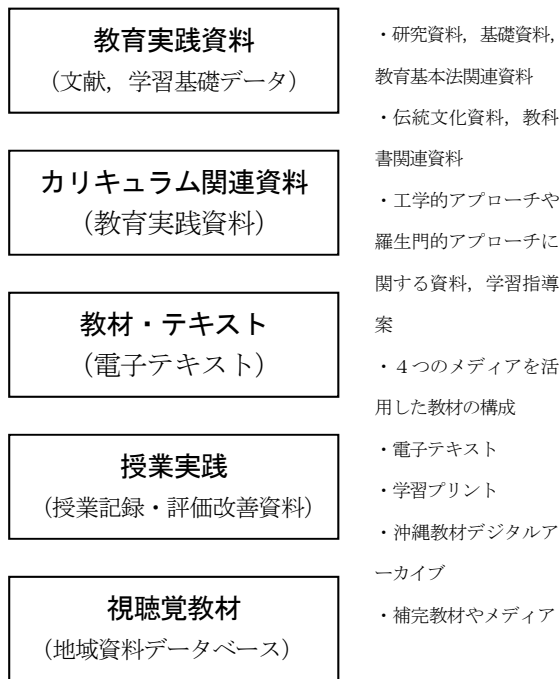 教育実践資料
(文献，学習基礎データ)
カリキュラム関連資料
(教育実践資料)
教材・テキスト
(電子テキスト)
授業実践
(授業記録・評価改善資料)
視聴覚教材
(地域資料データベース)
・研究資料，基礎資料，
教育基本法関連資料
・伝統文化資料，教科
書関連資料
・工学的アプローチや
羅生門的アプローチに
関する資料，学習指導
案
・４つのメディアを活
用した教材の構成
・電子テキスト
・学習プリント
・沖縄教材デジタルア
ーカイブ
・補完教材やメディア